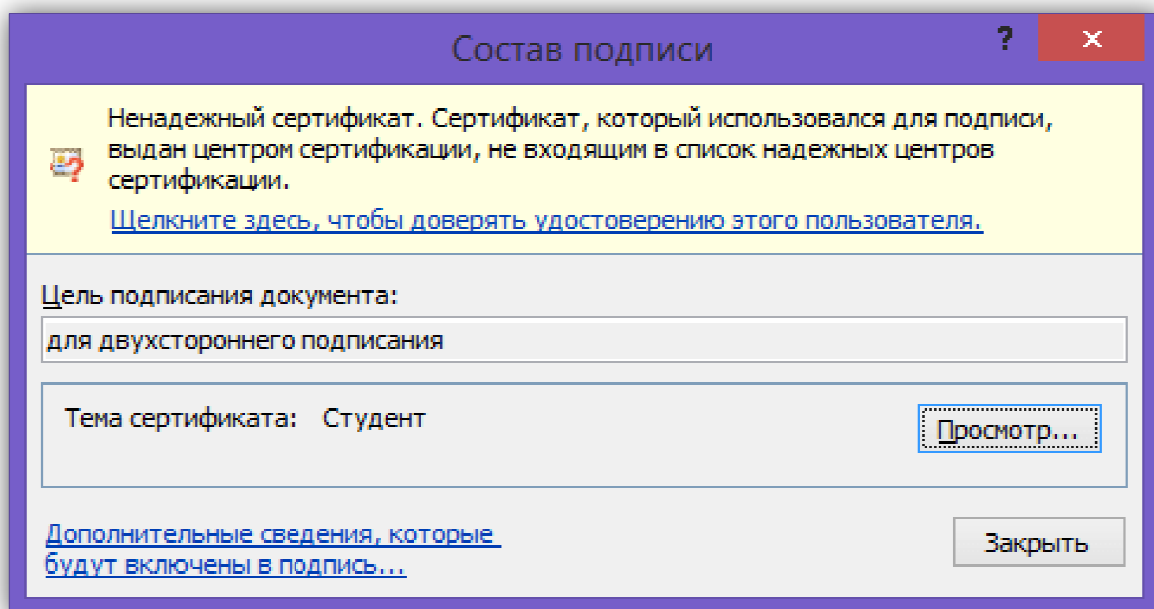 Состав подписи
?
×
Ненадежный сертификат. Сертификат, который использовался для подписи,
выдан центром сертификации, не входящим в список надежных центров
сертификации.
Щелкните здесь, чтобы доверять удостоверению этого пользователя.
Цель подписания документа:
для двухстороннего подписания
Тема сертификата: Студент
Просмотр...
Дополнительные сведения, которые
будут включены в подпись...
Закрыть